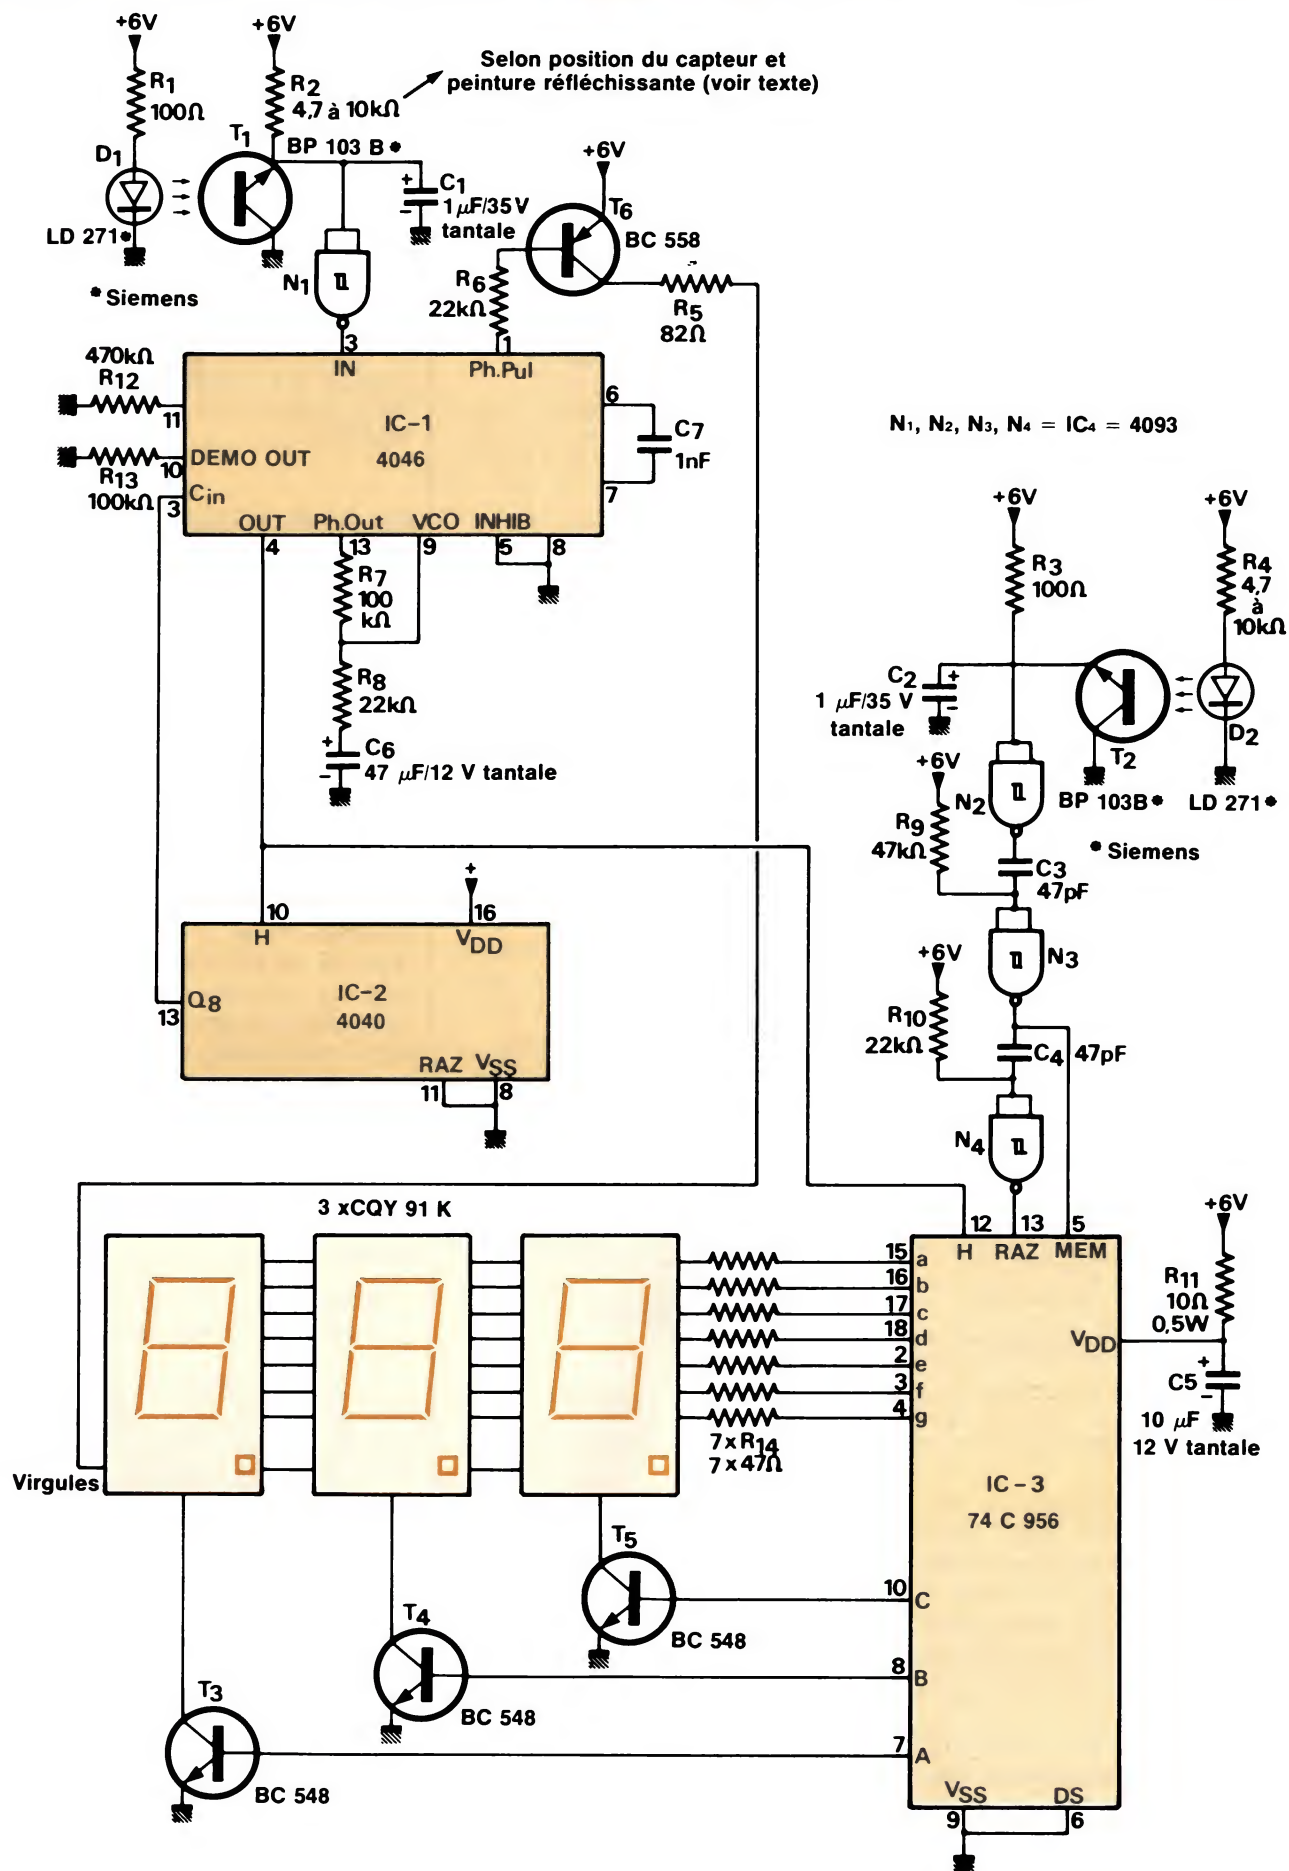 +6V
+6V
R1
100Ω
R2
4,7 à 10kΩ
Selon position du capteur et
peinture réfléchissante (voir texte)
T1
BP 103 B*
D1
LD 271*
* Siemens
C1
1 μF/35 V
tantale
+
-
N1
+6V
T6
BC 558
R6
22kΩ
R5
82Ω
470kΩ
R12
11
3
IN
1
Ph.Pul
6
IC-1
4046
C7
1nF
7
R13
100kΩ
10
DEMO OUT
3
Cin
OUT
Ph.Out
VCO
INHIB
4
13
9
5
8
R7
100
kΩ
R8
22kΩ
+
-
C6
47 μF/12 V tantale
N1, N2, N3, N4 = IC4 = 4093
+6V
+6V
R3
100Ω
R4
4,7
à
10kΩ
C2
1 μF/35 V
tantale
+
-
T2
D2
BP 103B*
LD 271*
* Siemens
+6V
N2
R9
47kΩ
C3
47pF
N3
+6V
R10
22kΩ
C4
47pF
N4
10
H
+
16
VDD
Q8
13
IC-2
4040
RAZ
VSS
11
8
3 xCQY 91 K
Virgules
7 x R14
7 x 47Ω
12
13
5
H
RAZ
MEM
15
a
16
b
17
c
18
d
2
e
3
f
4
g
VDD
+6V
R11
10Ω
0,5W
+
-
C5
10 μF
12 V tantale
IC-3
74 C 956
10
C
8
B
7
A
VSS
DS
9
6
T5
BC 548
T4
BC 548
T3
BC 548